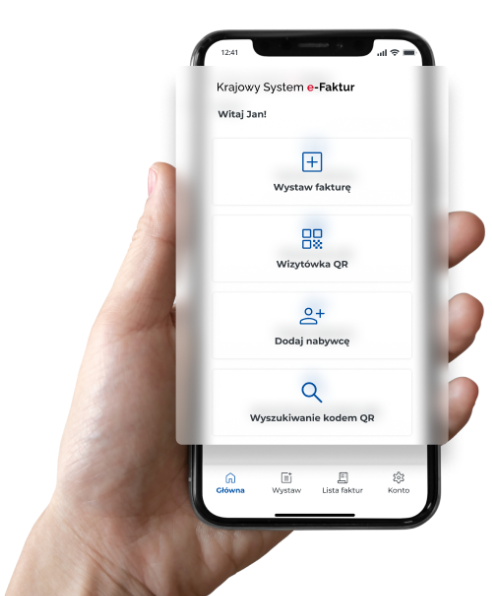 12:41
Krajowy System e-Faktur
Witaj Jan!
Wystaw fakturę
Wizytówka QR
Dodaj nabywcę
Wyszukiwanie kodem QR
Główna Wystaw Lista faktur Konto